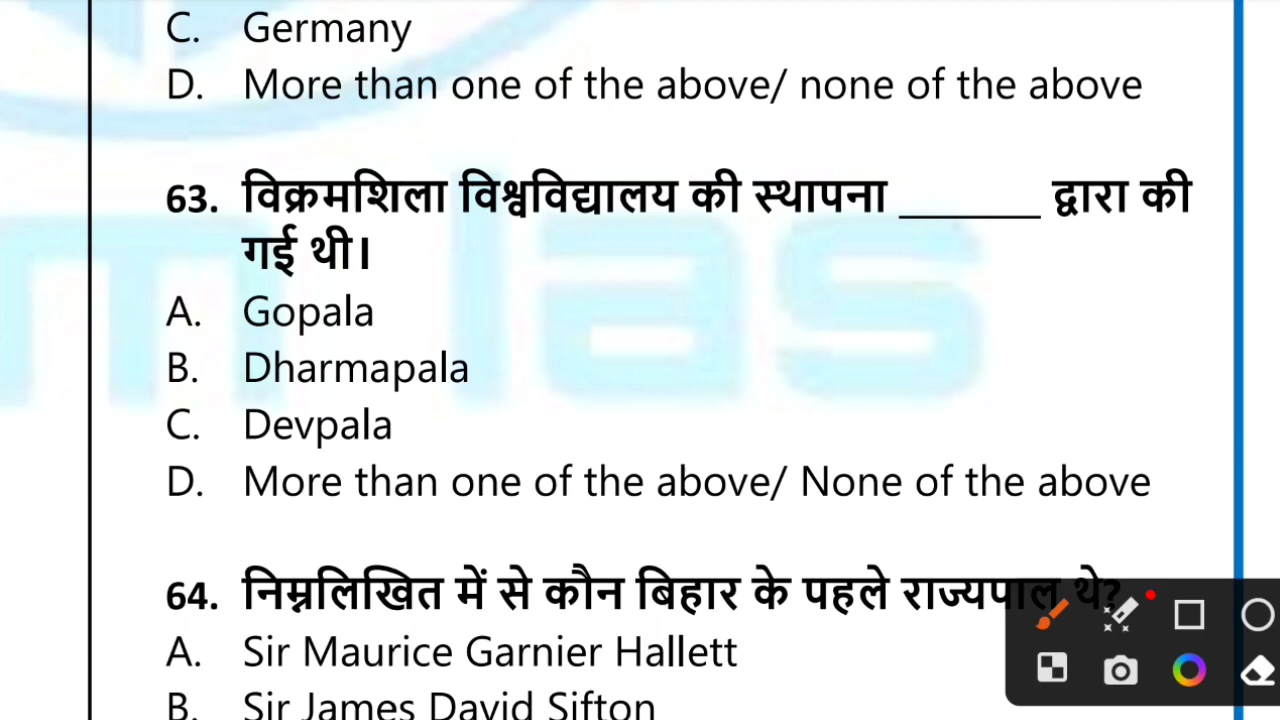 C. Germany
D. More than one of the above/ none of the above
63. विक्रमशिला विश्वविद्यालय की स्थापना _______ द्वारा की
गई थी।
A. Gopala
B. Dharmapala
C. Devpala
D. More than one of the above/ None of the above
64. निम्नलिखित में से कौन बिहार के पहले राज्यपाल थे?
A. Sir Maurice Garnier Hallett
B. Sir James David Sifton